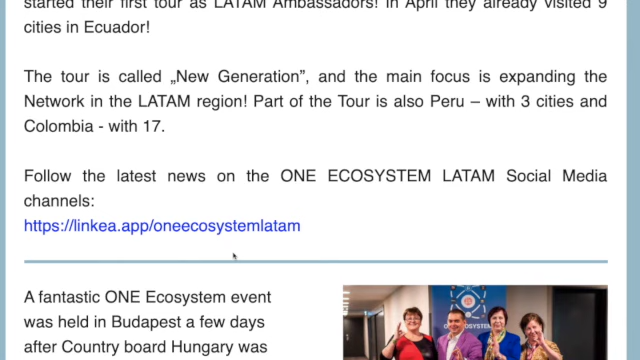 started their first tour as LATAM Ambassadors! In April they already visited 9
cities in Ecuador!
The tour is called „New Generation”, and the main focus is expanding the
Network in the LATAM region! Part of the Tour is also Peru – with 3 cities and
Colombia - with 17.
Follow the latest news on the ONE ECOSYSTEM LATAM Social Media
channels:
https://linkea.app/oneecosystemlatam
A fantastic ONE Ecosystem event
was held in Budapest a few days
after Country board Hungary was
ONE ECOSYSTEM